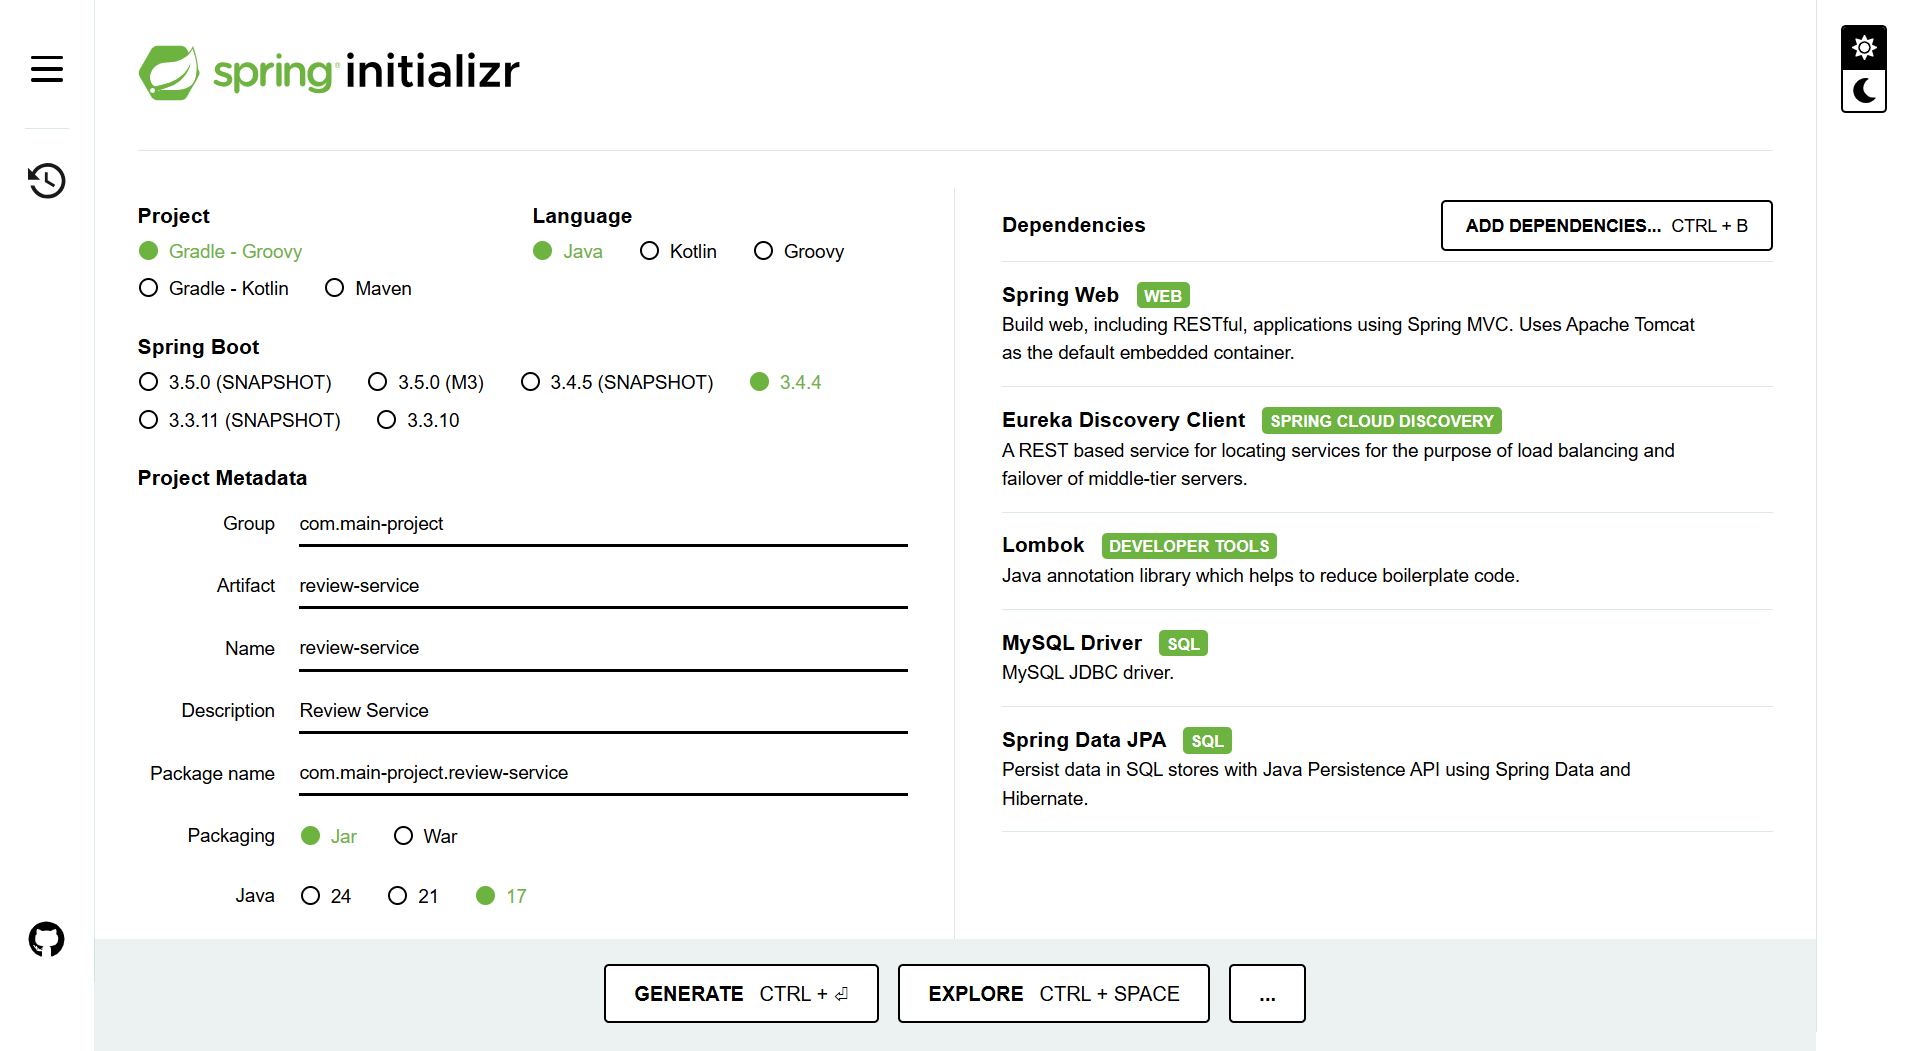 spring initializr
Project
Gradle - Groovy
Gradle - Kotlin Maven
Language
Java Kotlin Groovy
Spring Boot
3.5.0 (SNAPSHOT) 3.5.0 (M3) 3.4.5 (SNAPSHOT) 3.4.4
3.3.11 (SNAPSHOT) 3.3.10
Project Metadata
Group com.main-project
Artifact review-service
Name review-service
Description Review Service
Package name com.main-project.review-service
Packaging Jar War
Java 24 21 17
Dependencies ADD DEPENDENCIES... CTRL + B
Spring Web WEB
Build web, including RESTful, applications using Spring MVC. Uses Apache Tomcat
as the default embedded container.
Eureka Discovery Client SPRING CLOUD DISCOVERY
A REST based service for locating services for the purpose of load balancing and
failover of middle-tier servers.
Lombok DEVELOPER TOOLS
Java annotation library which helps to reduce boilerplate code.
MySQL Driver SQL
MySQL JDBC driver.
Spring Data JPA SQL
Persist data in SQL stores with Java Persistence API using Spring Data and
Hibernate.
GENERATE CTRL + ⏎ EXPLORE CTRL + SPACE ...